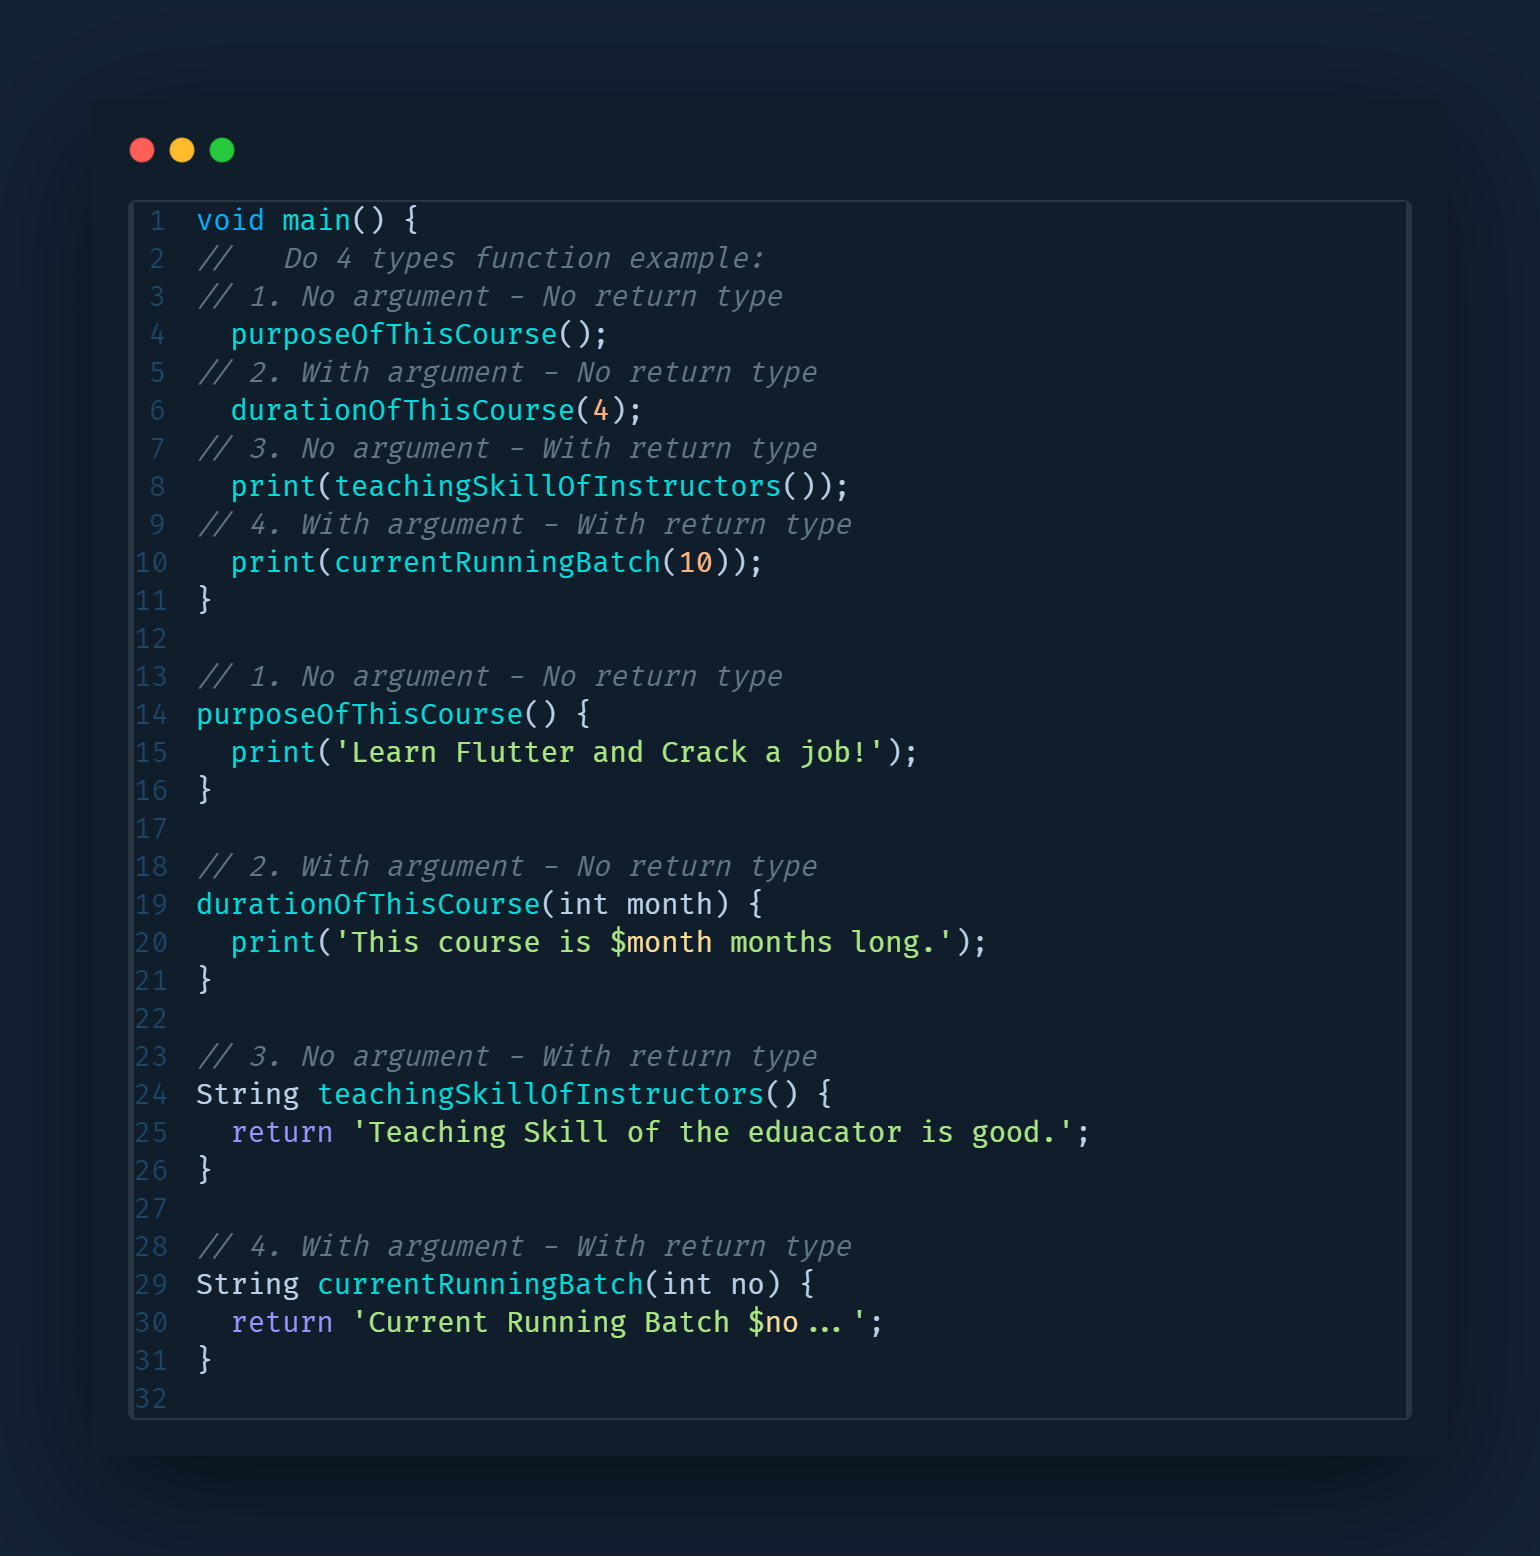 1 void main() {
2 //   Do 4 types function example:
3 // 1. No argument - No return type
4   purposeOfThisCourse();
5 // 2. With argument - No return type
6   durationOfThisCourse(4);
7 // 3. No argument - With return type
8   print(teachingSkillOfInstructors());
9 // 4. With argument - With return type
10   print(currentRunningBatch(10));
11 }
12
13 // 1. No argument - No return type
14 purposeOfThisCourse() {
15   print('Learn Flutter and Crack a job!');
16 }
17
18 // 2. With argument - No return type
19 durationOfThisCourse(int month) {
20   print('This course is $month months long.');
21 }
22
23 // 3. No argument - With return type
24 String teachingSkillOfInstructors() {
25   return 'Teaching Skill of the eduacator is good.';
26 }
27
28 // 4. With argument - With return type
29 String currentRunningBatch(int no) {
30   return 'Current Running Batch $no...';
31 }
32